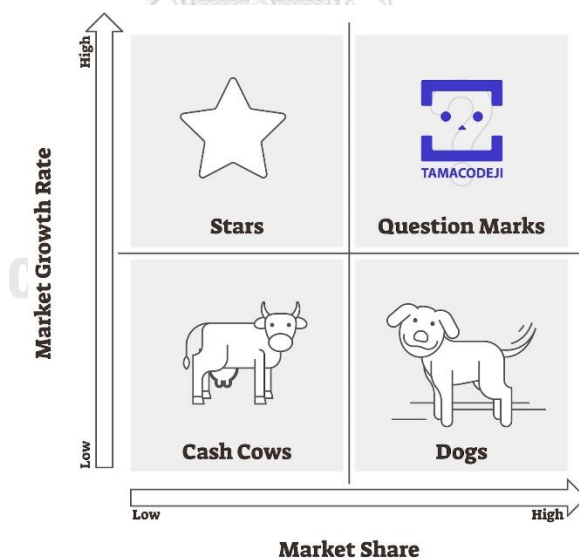 High
Market Growth Rate
Low
TAMACODEJI
Stars
Question Marks
Cash Cows
Dogs
Low
High
Market Share